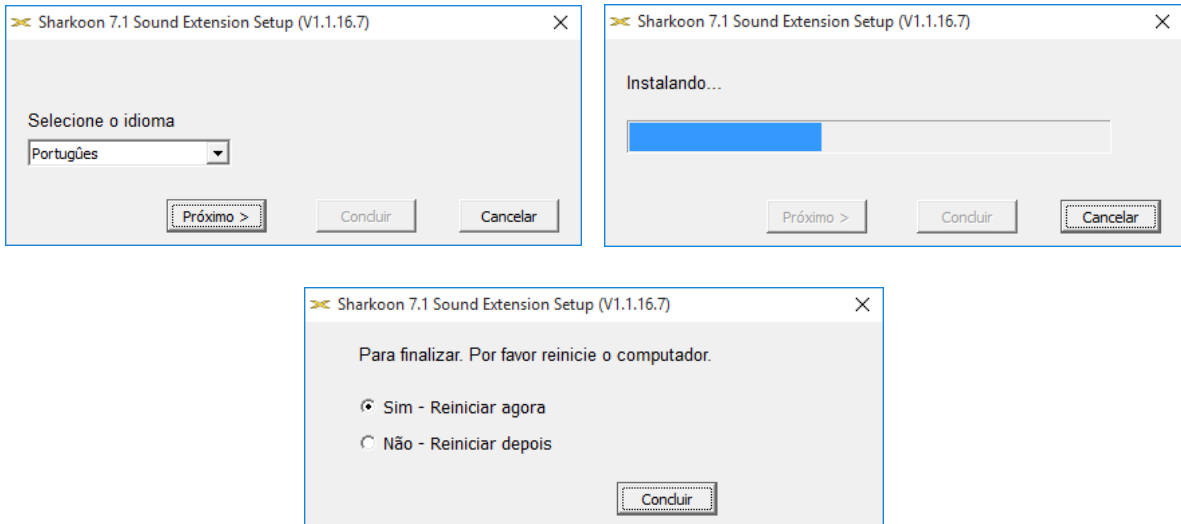 Sharkoon 7.1 Sound Extension Setup (V1.1.16.7)
Selecione o idioma
Portugûes
Próximo >
Concluir
Cancelar
Sharkoon 7.1 Sound Extension Setup (V1.1.16.7)
Instalando...
Próximo >
Concluir
Cancelar
Sharkoon 7.1 Sound Extension Setup (V1.1.16.7)
Para finalizar. Por favor reinicie o computador.
Sim - Reiniciar agora
Não - Reiniciar depois
Concluir